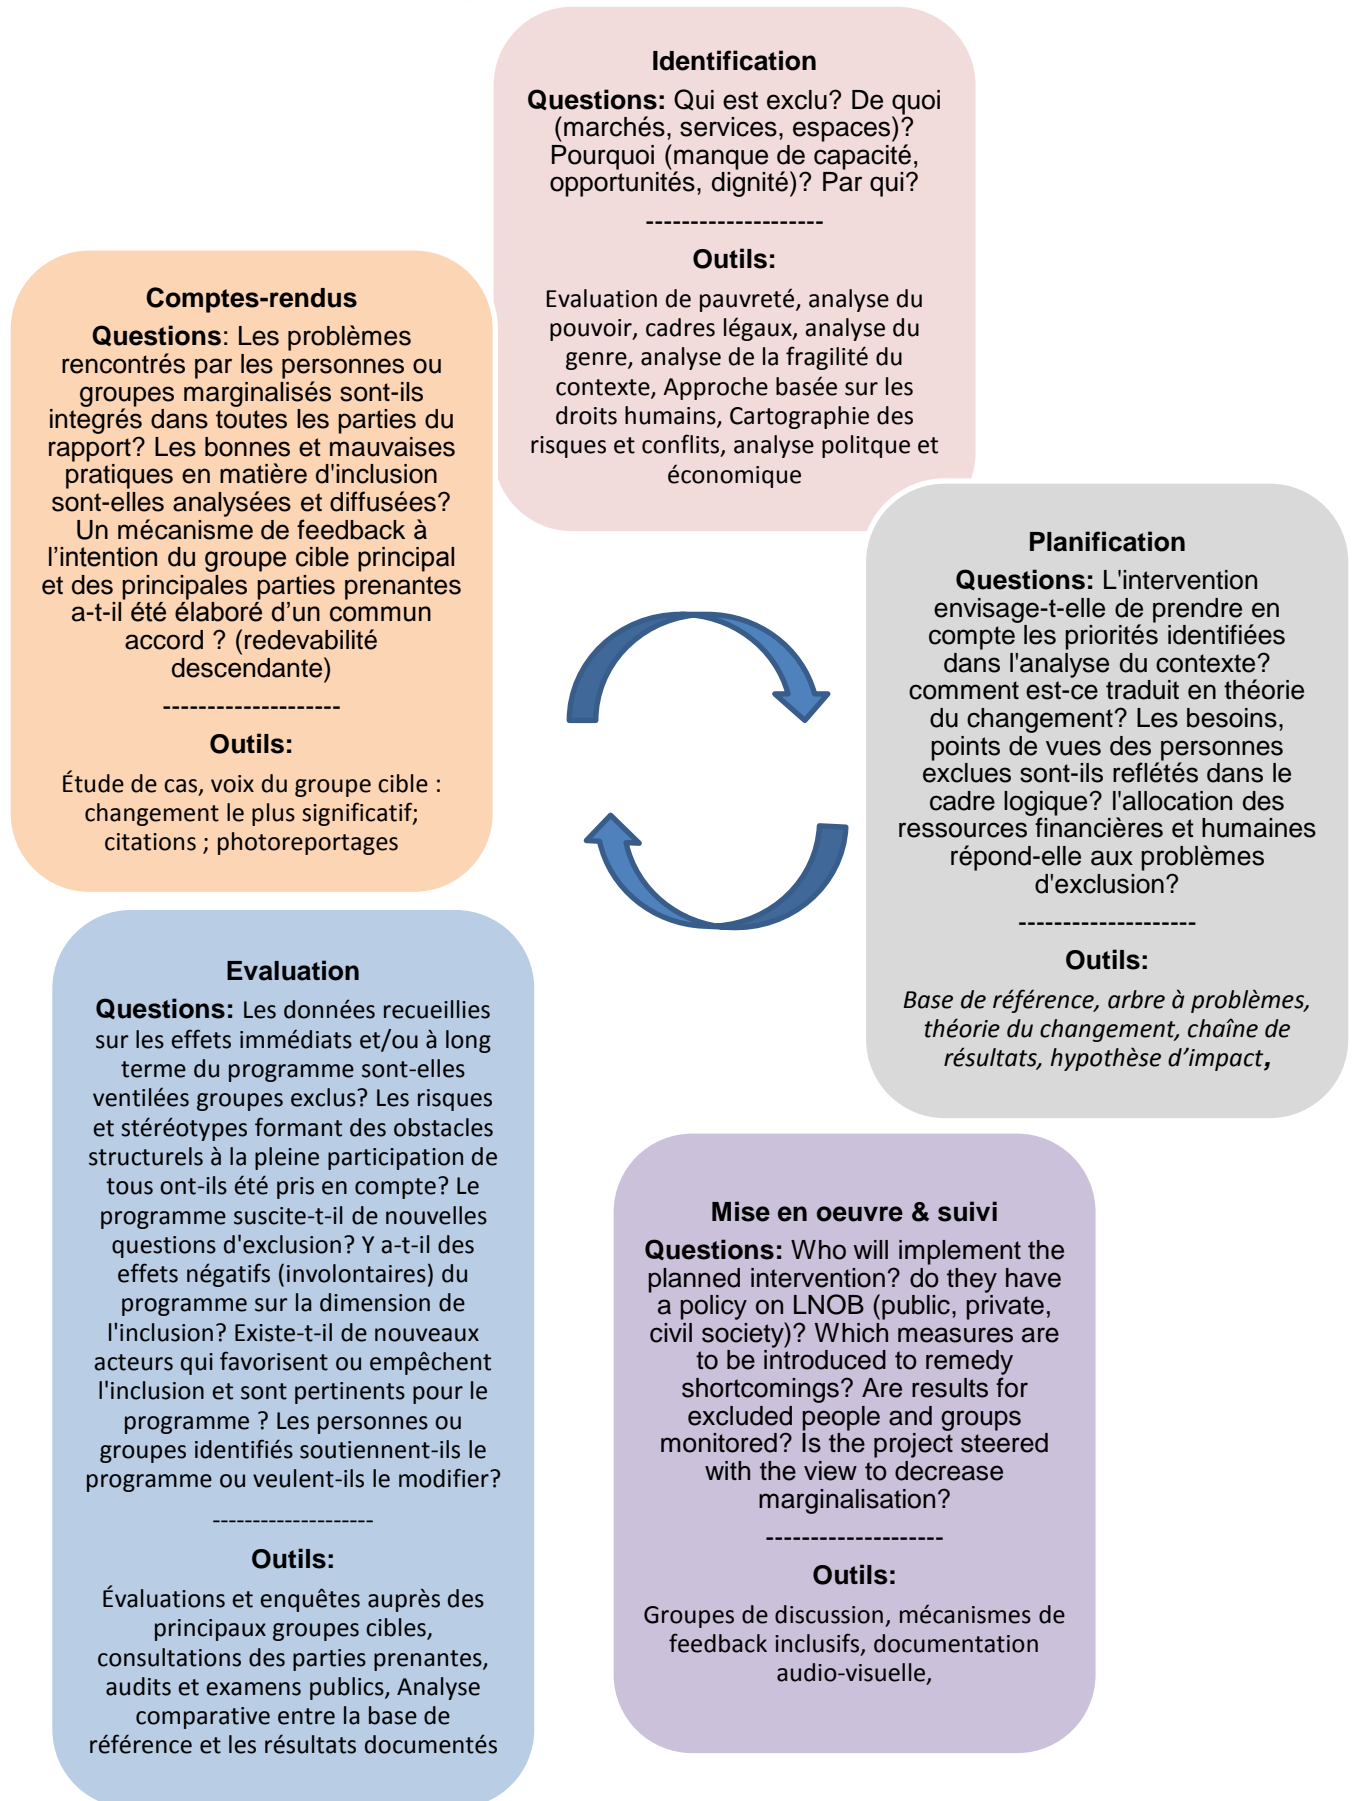 Identification
Questions: Qui est exclu? De quoi
(marchés, services, espaces)?
Pourquoi (manque de capacité,
opportunités, dignité)? Par qui?
--------------------
Outils:
Evaluation de pauvreté, analyse du
pouvoir, cadres légaux, analyse du
genre, analyse de la fragilité du
contexte, Approche basée sur les
droits humains, Cartographie des
risques et conflits, analyse politque et
économique
Planification
Questions: L'intervention
envisage-t-elle de prendre en
compte les priorités identifiées
dans l'analyse du contexte?
comment est-ce traduit en théorie
du changement? Les besoins,
points de vues des personnes
exclues sont-ils reflétés dans le
cadre logique? l'allocation des
ressources financières et humaines
répond-elle aux problèmes
d'exclusion?
--------------------
Outils:
Base de référence, arbre à problèmes,
théorie du changement, chaîne de
résultats, hypothèse d’impact,
Mise en oeuvre & suivi
Questions: Who will implement the
planned intervention? do they have
a policy on LNOB (public, private,
civil society)? Which measures are
to be introduced to remedy
shortcomings? Are results for
excluded people and groups
monitored? Is the project steered
with the view to decrease
marginalisation?
--------------------
Outils:
Groupes de discussion, mécanismes de
feedback inclusifs, documentation
audio-visuelle,
Evaluation
Questions: Les données recueillies
sur les effets immédiats et/ou à long
terme du programme sont-elles
ventilées groupes exclus? Les risques
et stéréotypes formant des obstacles
structurels à la pleine participation de
tous ont-ils été pris en compte? Le
programme suscite-t-il de nouvelles
questions d'exclusion? Y a-t-il des
effets négatifs (involontaires) du
programme sur la dimension de
l'inclusion? Existe-t-il de nouveaux
acteurs qui favorisent ou empêchent
l'inclusion et sont pertinents pour le
programme ? Les personnes ou
groupes identifiés soutiennent-ils le
programme ou veulent-ils le modifier?
--------------------
Outils:
Évaluations et enquêtes auprès des
principaux groupes cibles,
consultations des parties prenantes,
audits et examens publics, Analyse
comparative entre la base de
référence et les résultats documentés
Comptes-rendus
Questions: Les problèmes
rencontrés par les personnes ou
groupes marginalisés sont-ils
integrés dans toutes les parties du
rapport? Les bonnes et mauvaises
pratiques en matière d'inclusion
sont-elles analysées et diffusées?
Un mécanisme de feedback à
l’intention du groupe cible principal
et des principales parties prenantes
a-t-il été élaboré d’un commun
accord ? (redevabilité
descendante)
--------------------
Outils:
Étude de cas, voix du groupe cible :
changement le plus significatif;
citations ; photoreportages